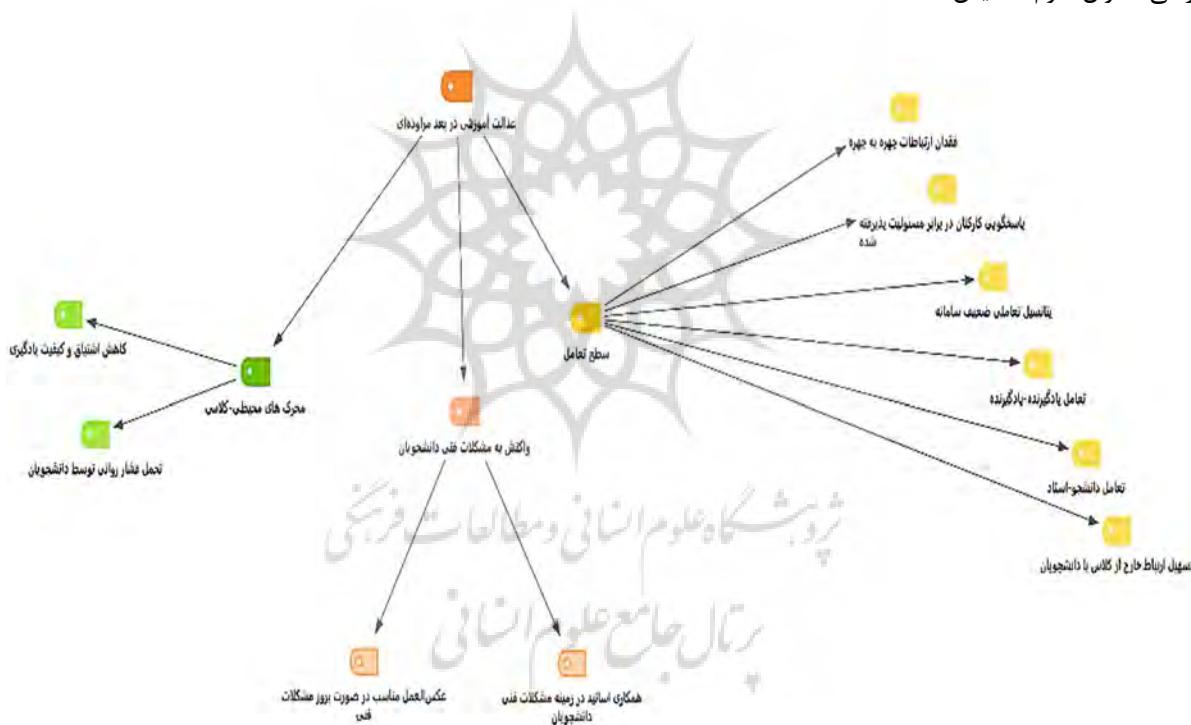 عدالت آموزشی در بعد مراوده‌ای
فقدان ارتباطات چهره به چهره
پاسخگویی کارکنان در برابر مسئولیت پذیرفته
شده
پتانسیل تعاملی ضعیف سامانه
سطح تعامل
تعامل یادگیرنده-یادگیرنده
تعامل دانشجو-استاد
تسهیل ارتباط خارج از کلاس با دانشجویان
واکنش به مشکلات فنی دانشجویان
همکاری اساتید در زمینه مشکلات فنی
دانشجویان
عکس‌العمل مناسب در صورت بروز مشکلات
فنی
محرک های محیطی-کلاسی
کاهش اشتیاق و کیفیت یادگیری
تحمل فشار روانی توسط دانشجویان
پژوهشگاه علوم انسانی و مطالعات فرهنگی
پرتال جامع علوم انسانی